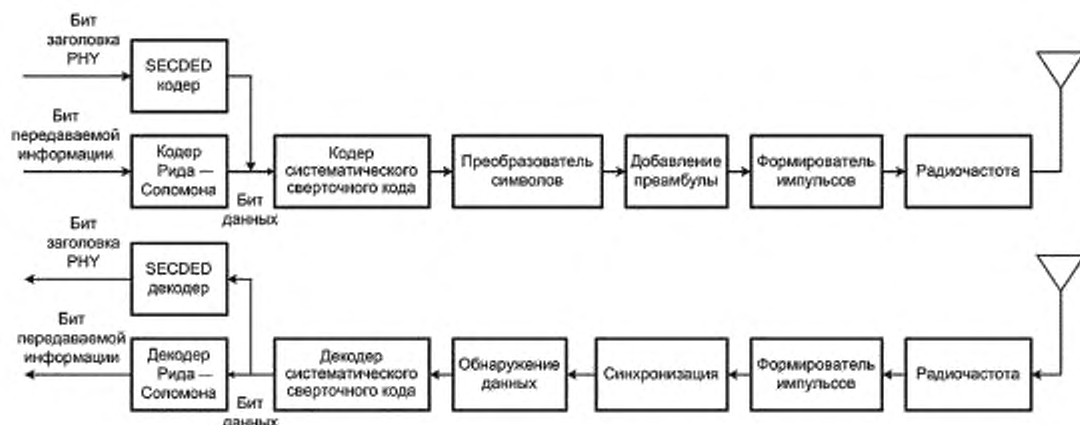 Бит
заголовка
PHY
SECDED
кодер
Бит
передаваемой
информации
Кодер
Рида —
Соломона
Бит
данных
Кодер
систематического
сверточного кода
Преобразователь
символов
Добавление
преамбулы
Формирователь
импульсов
Радиочастота
Бит
заголовка
PHY
SECDED
декодер
Бит
передаваемой
информации
Декодер
Рида —
Соломона
Бит
данных
Декодер
систематического
сверточного кода
Обнаружение
данных
Синхронизация
Формирователь
импульсов
Радиочастота